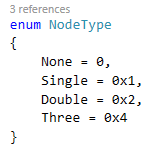 3 references
enum NodeType
{
None = 0,
Single = 0x1,
Double = 0x2,
Three = 0x4
}